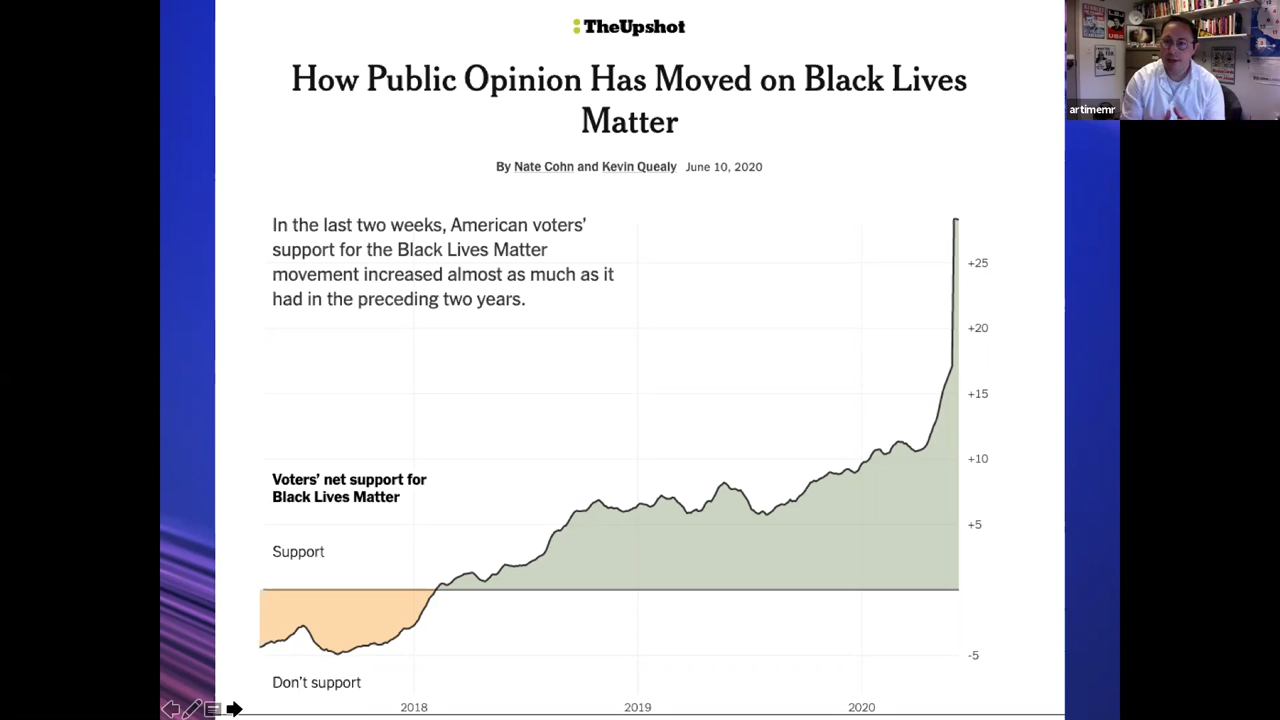 TheUpshot
How Public Opinion Has Moved on Black Lives
Matter
By Nate Cohn and Kevin Quealy June 10, 2020
In the last two weeks, American voters’
support for the Black Lives Matter
movement increased almost as much as it
had in the preceding two years.
+25
+20
+15
+10
Voters’ net support for
Black Lives Matter
+5
Support
-5
Don’t support
2018 2019 2020
artimemr